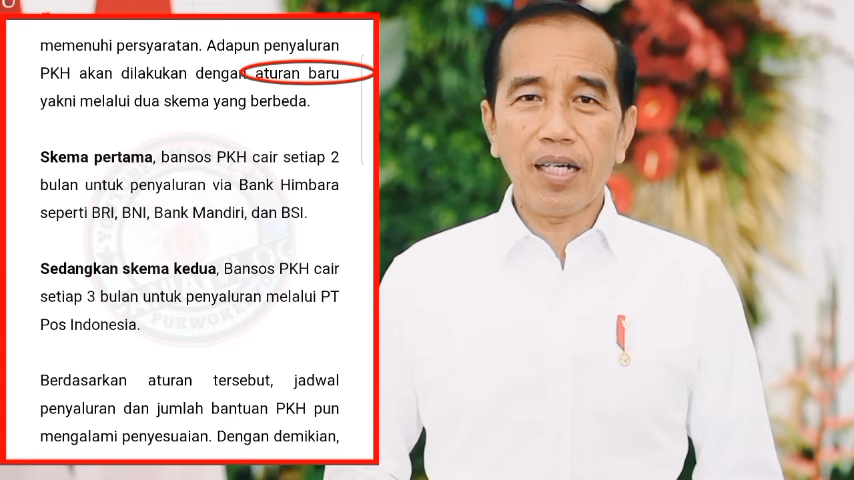 memenuhi persyaratan. Adapun penyaluran
PKH akan dilakukan dengan aturan baru
yakni melalui dua skema yang berbeda.
Skema pertama, bansos PKH cair setiap 2
bulan untuk penyaluran via Bank Himbara
seperti BRI, BNI, Bank Mandiri, dan BSI.
Sedangkan skema kedua, Bansos PKH cair
setiap 3 bulan untuk penyaluran melalui PT
Pos Indonesia.
Berdasarkan aturan tersebut, jadwal
penyaluran dan jumlah bantuan PKH pun
mengalami penyesuaian. Dengan demikian,